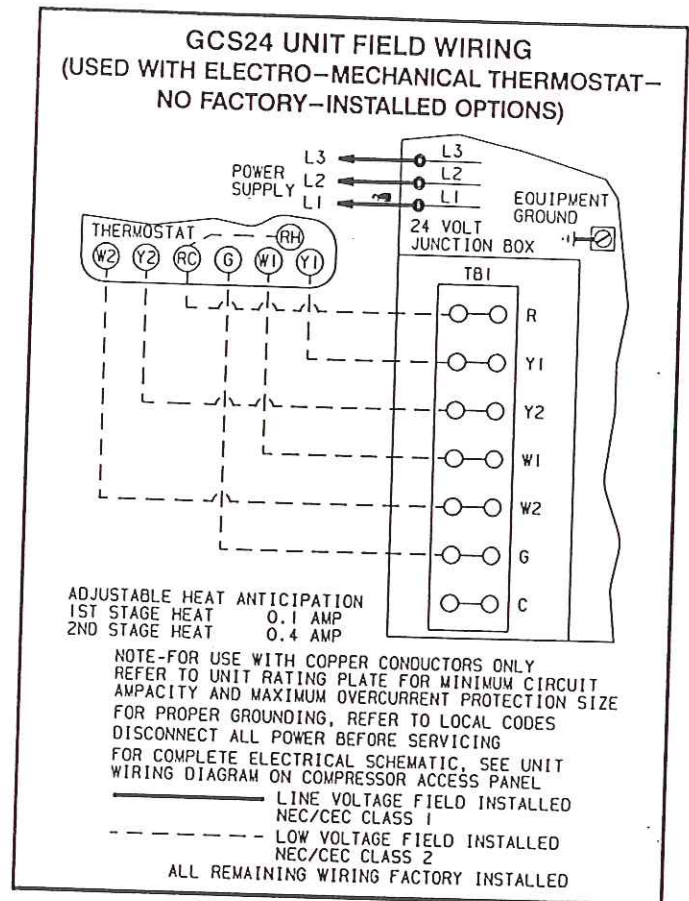 GCS24 UNIT FIELD WIRING
(USED WITH ELECTRO–MECHANICAL THERMOSTAT–
NO FACTORY–INSTALLED OPTIONS)
L3 L3
POWER SUPPLY L2 L2
L1 L1
EQUIPMENT
GROUND
24 VOLT
JUNCTION BOX
THERMOSTAT RH
W2 Y2 RC G W1 Y1
TB1
R
Y1
Y2
W1
W2
G
C
ADJUSTABLE HEAT ANTICIPATION
1ST STAGE HEAT 0.1 AMP
2ND STAGE HEAT 0.4 AMP
NOTE-FOR USE WITH COPPER CONDUCTORS ONLY
REFER TO UNIT RATING PLATE FOR MINIMUM CIRCUIT
AMPACITY AND MAXIMUM OVERCURRENT PROTECTION SIZE
FOR PROPER GROUNDING, REFER TO LOCAL CODES
DISCONNECT ALL POWER BEFORE SERVICING
FOR COMPLETE ELECTRICAL SCHEMATIC, SEE UNIT
WIRING DIAGRAM ON COMPRESSOR ACCESS PANEL
LINE VOLTAGE FIELD INSTALLED
NEC/CEC CLASS 1
LOW VOLTAGE FIELD INSTALLED
NEC/CEC CLASS 2
ALL REMAINING WIRING FACTORY INSTALLED